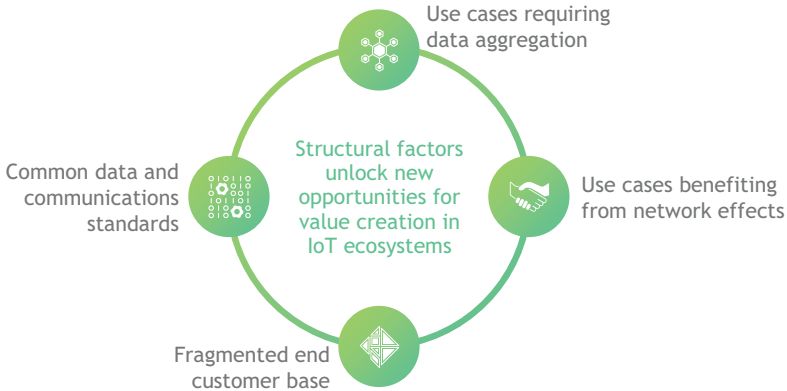 Use cases requiring
data aggregation
Structural factors
unlock new
opportunities for
value creation in
IoT ecosystems
Common data and
communications
standards
Use cases benefiting
from network effects
Fragmented end
customer base